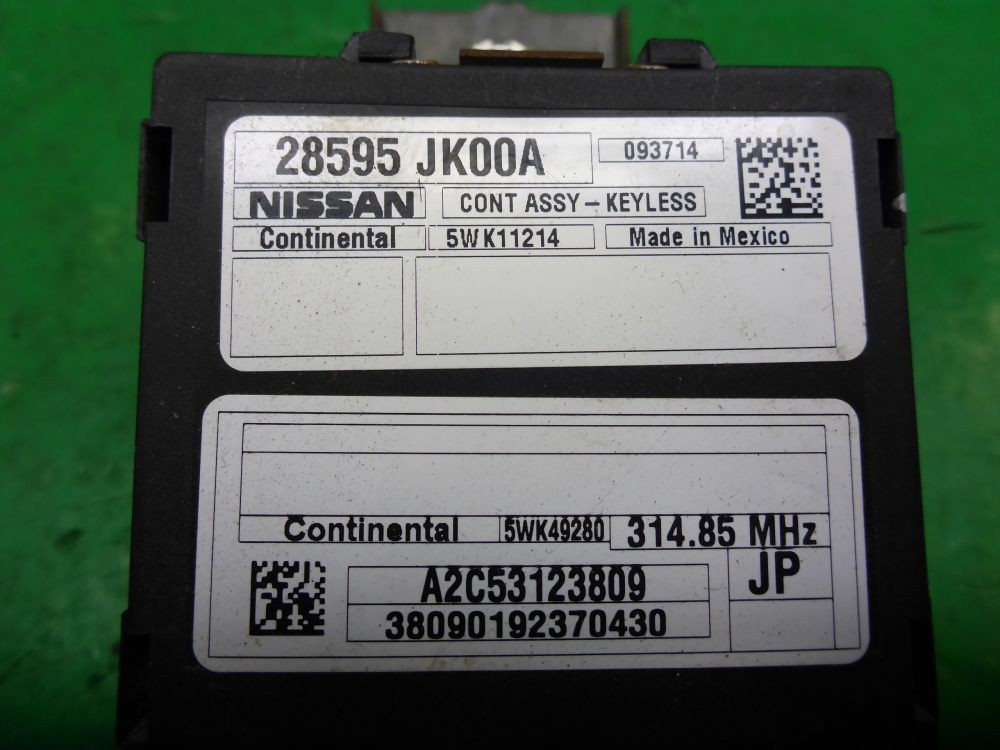 28595 JK00A 093714
NISSAN CONT ASSY – KEYLESS
Continental 5WK11214 Made in Mexico
Continental 5WK49280 314.85 MHz
JP
A2C53123809
38090192370430